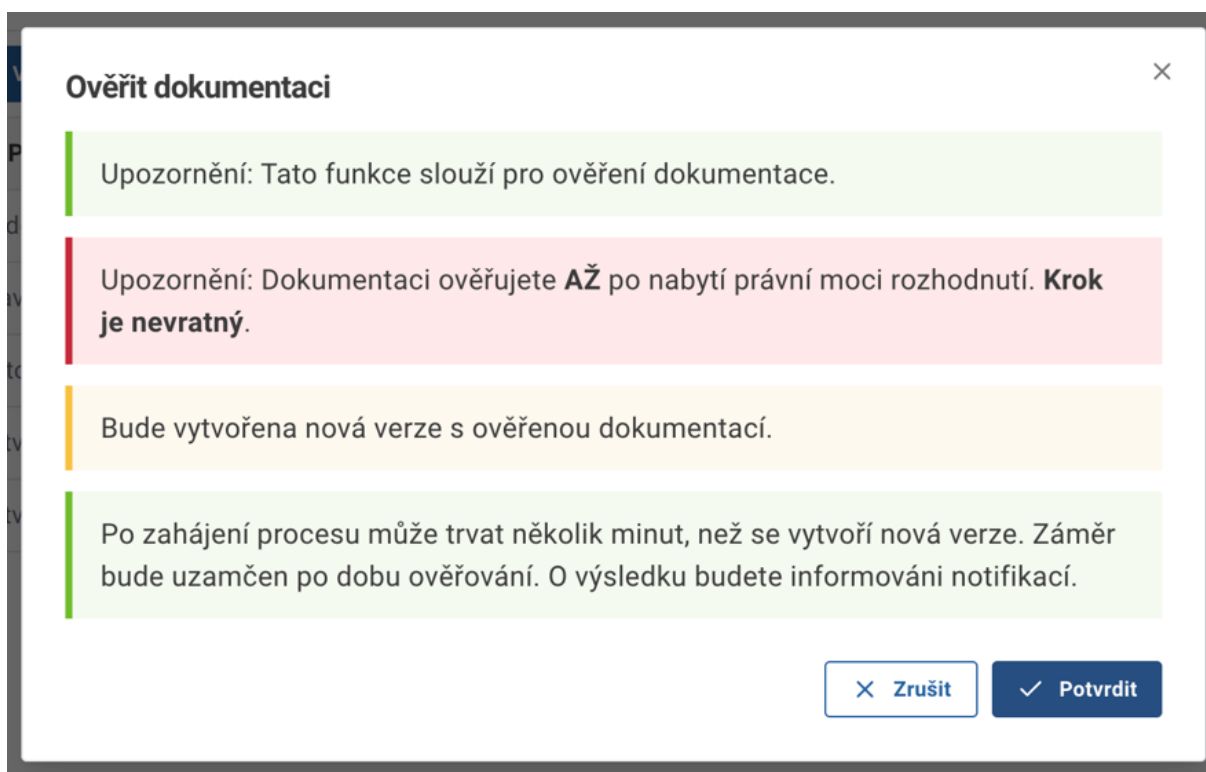 Ověřit dokumentaci
Upozornění: Tato funkce slouží pro ověření dokumentace.
Upozornění: Dokumentaci ověřujete AŽ po nabytí právní moci rozhodnutí. Krok
je nevratný.
Bude vytvořena nová verze s ověřenou dokumentací.
Po zahájení procesu může trvat několik minut, než se vytvoří nová verze. Záměr
bude uzamčen po dobu ověřování. O výsledku budete informováni notifikací.
Zrušit
Potvrdit